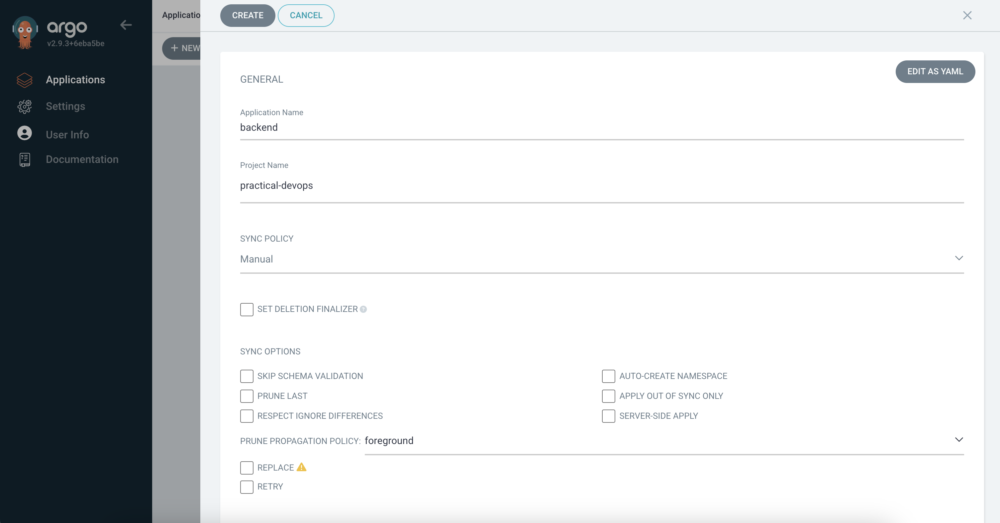 argo
v2.9.3+6eba5be
Applications
Settings
User Info
Documentation
Applicatio
+ NEW
CREATE
CANCEL
GENERAL
EDIT AS YAML
Application Name
backend
Project Name
practical-devops
SYNC POLICY
Manual
SET DELETION FINALIZER ?
SYNC OPTIONS
SKIP SCHEMA VALIDATION
AUTO-CREATE NAMESPACE
PRUNE LAST
APPLY OUT OF SYNC ONLY
RESPECT IGNORE DIFFERENCES
SERVER-SIDE APPLY
PRUNE PROPAGATION POLICY: foreground
REPLACE
RETRY